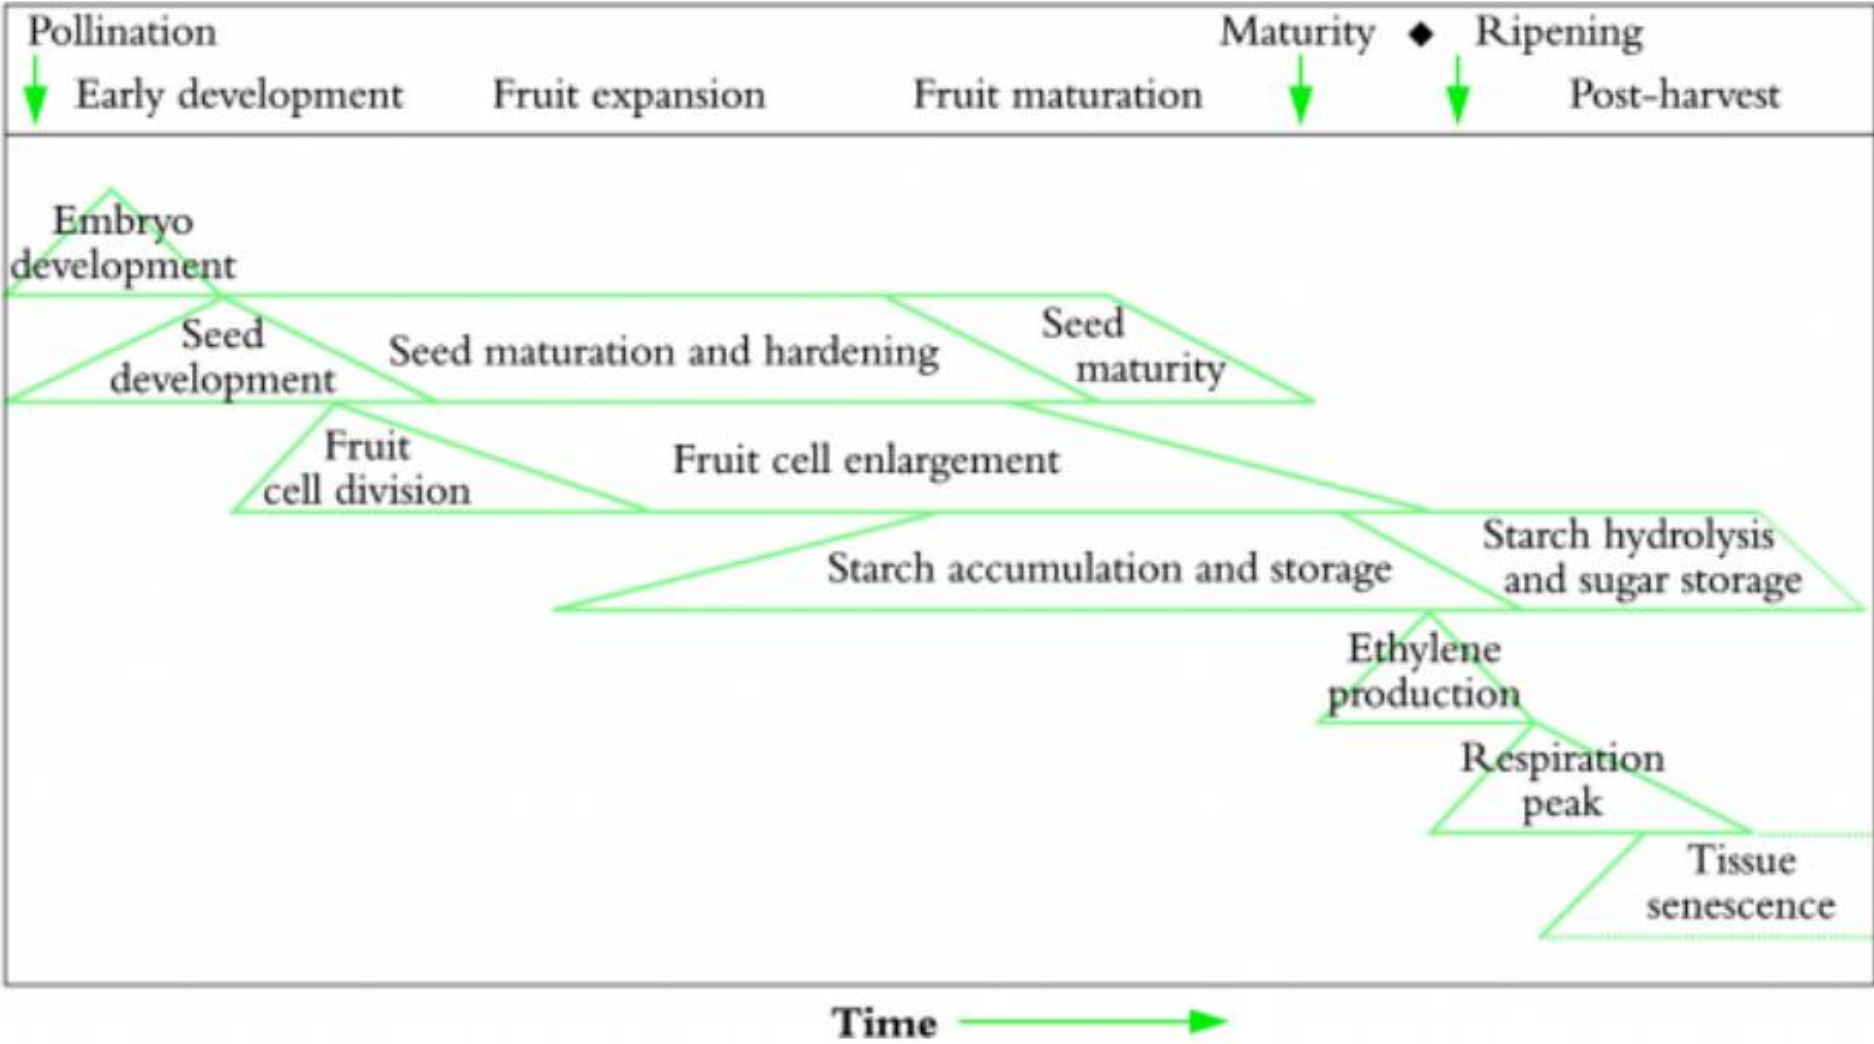 Pollination
Maturity ◆ Ripening
Early development
Fruit expansion
Fruit maturation
Post-harvest
Embryo
development
Seed
development
Seed maturation and hardening
Seed
maturity
Fruit
cell division
Fruit cell enlargement
Starch accumulation and storage
Starch hydrolysis
and sugar storage
Ethylene
production
Respiration
peak
Tissue
senescence
Time